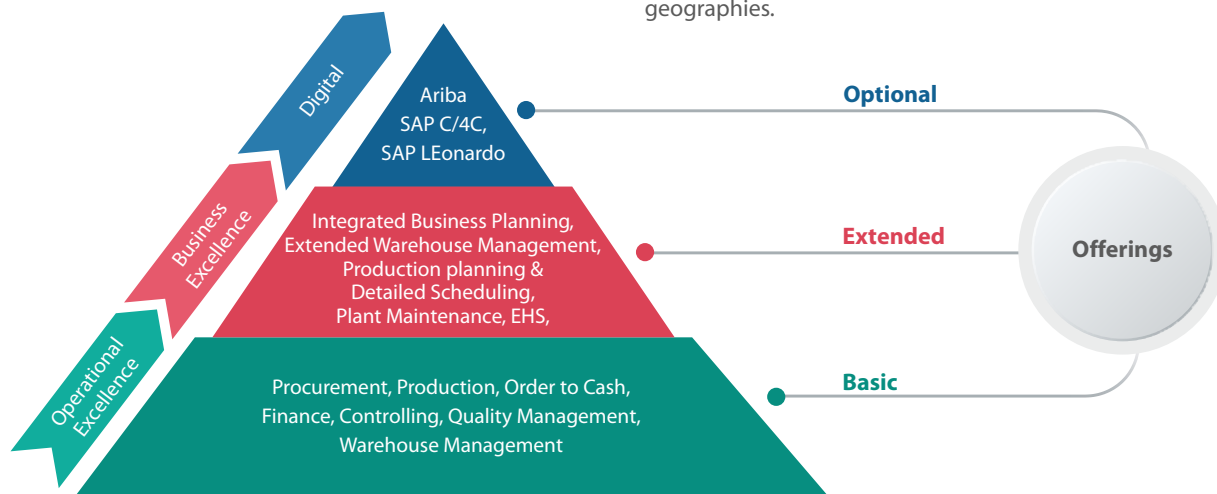 geographies.
Digital
Business
Excellence
Operational
Excellence
Ariba
SAP C/4C,
SAP LEonardo
Integrated Business Planning,
Extended Warehouse Management,
Production planning &
Detailed Scheduling,
Plant Maintenance, EHS,
Procurement, Production, Order to Cash,
Finance, Controlling, Quality Management,
Warehouse Management
Optional
Extended
Basic
Offerings